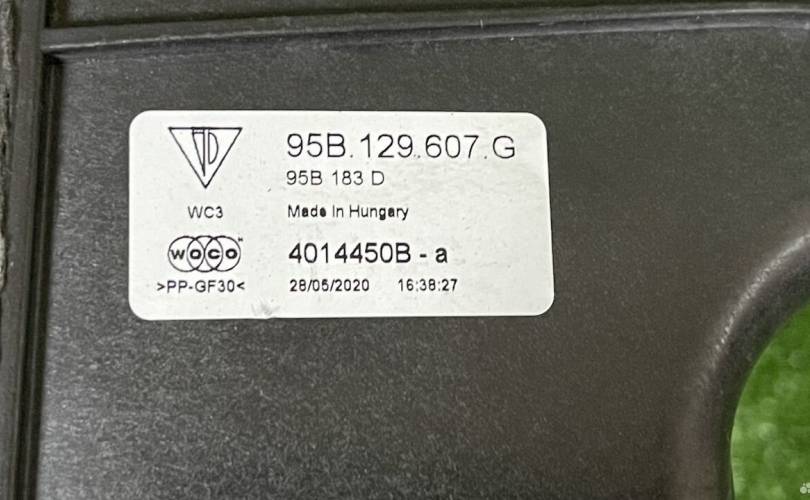 95B.129.607.G
95B 183 D
WC3
Made In Hungary
woco
4014450B - a
>PP-GF30<
28/05/2020 16:38:27